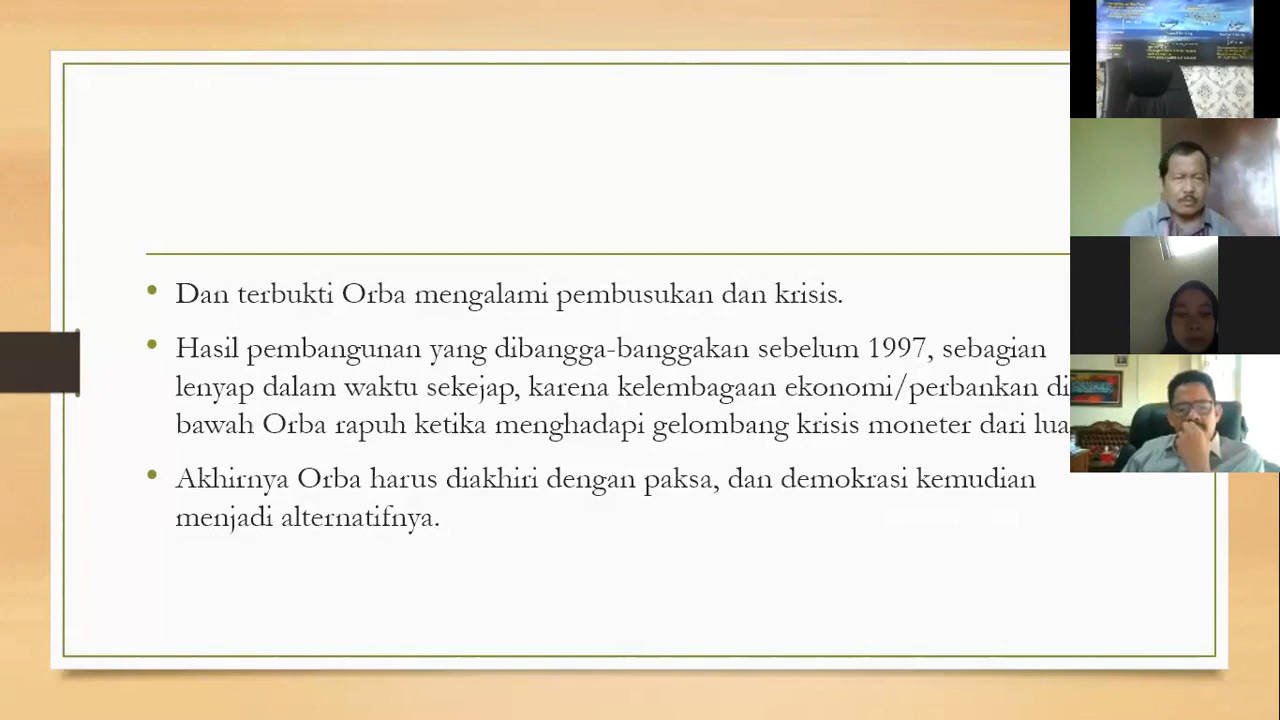 • Dan terbukti Orba mengalami pembusukan dan krisis.
• Hasil pembangunan yang dibangga-banggakan sebelum 1997, sebagian
lenyap dalam waktu sekejap, karena kelembagaan ekonomi/perbankan di
bawah Orba rapuh ketika menghadapi gelombang krisis moneter dari lua
• Akhirnya Orba harus diakhiri dengan paksa, dan demokrasi kemudian
menjadi alternatifnya.